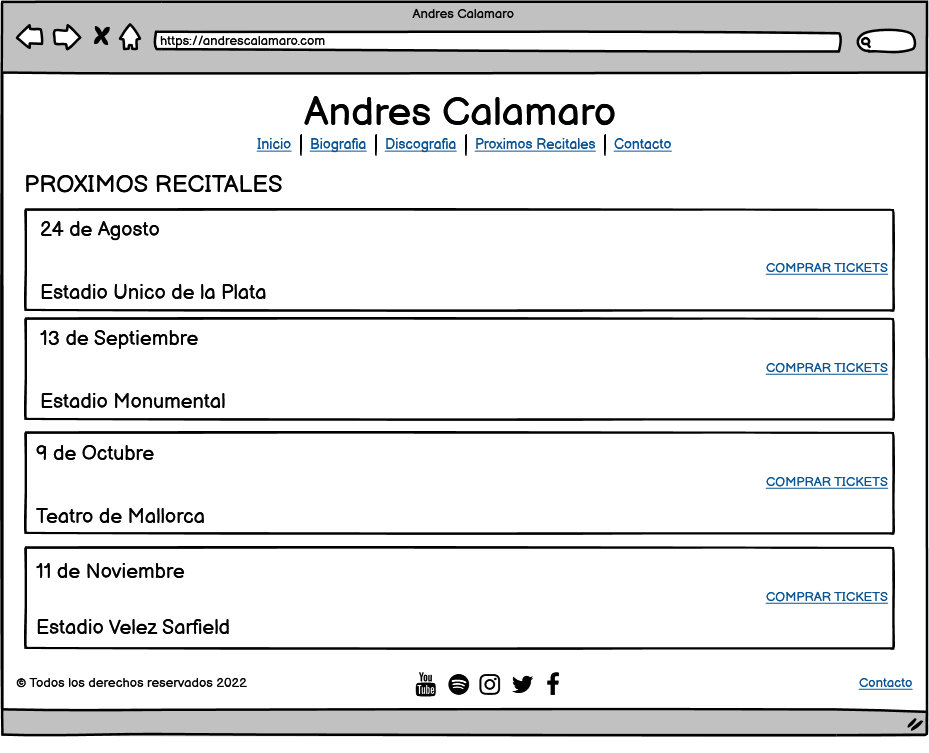 Andres Calamaro
https://andrescalamaro.com
Andres Calamaro
Inicio | Biografia | Discografia | Proximos Recitales | Contacto
PROXIMOS RECITALES
24 de Agosto
COMPRAR TICKETS
Estadio Unico de la Plata
13 de Septiembre
COMPRAR TICKETS
Estadio Monumental
9 de Octubre
COMPRAR TICKETS
Teatro de Mallorca
11 de Noviembre
COMPRAR TICKETS
Estadio Velez Sarfield
© Todos los derechos reservados 2022
You
Tube
Contacto